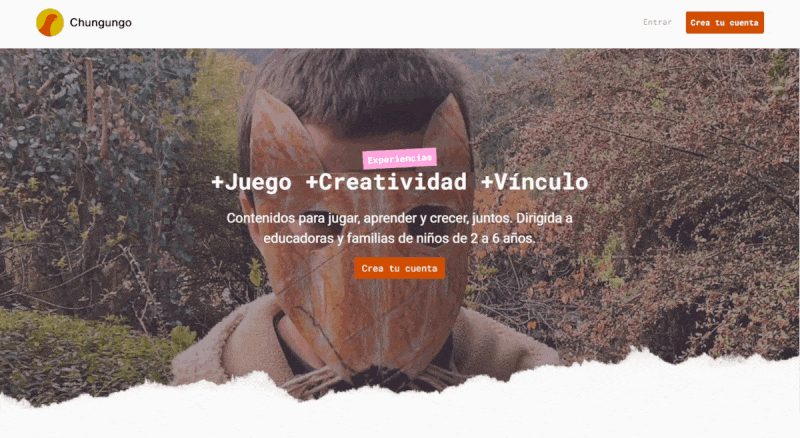 Chungungo
Entrar
Crea tu cuenta
Experiencias
+Juego +Creatividad +Vínculo
Contenidos para jugar, aprender y crecer, juntos. Dirigida a
educadoras y familias de niños de 2 a 6 años.
Crea tu cuenta